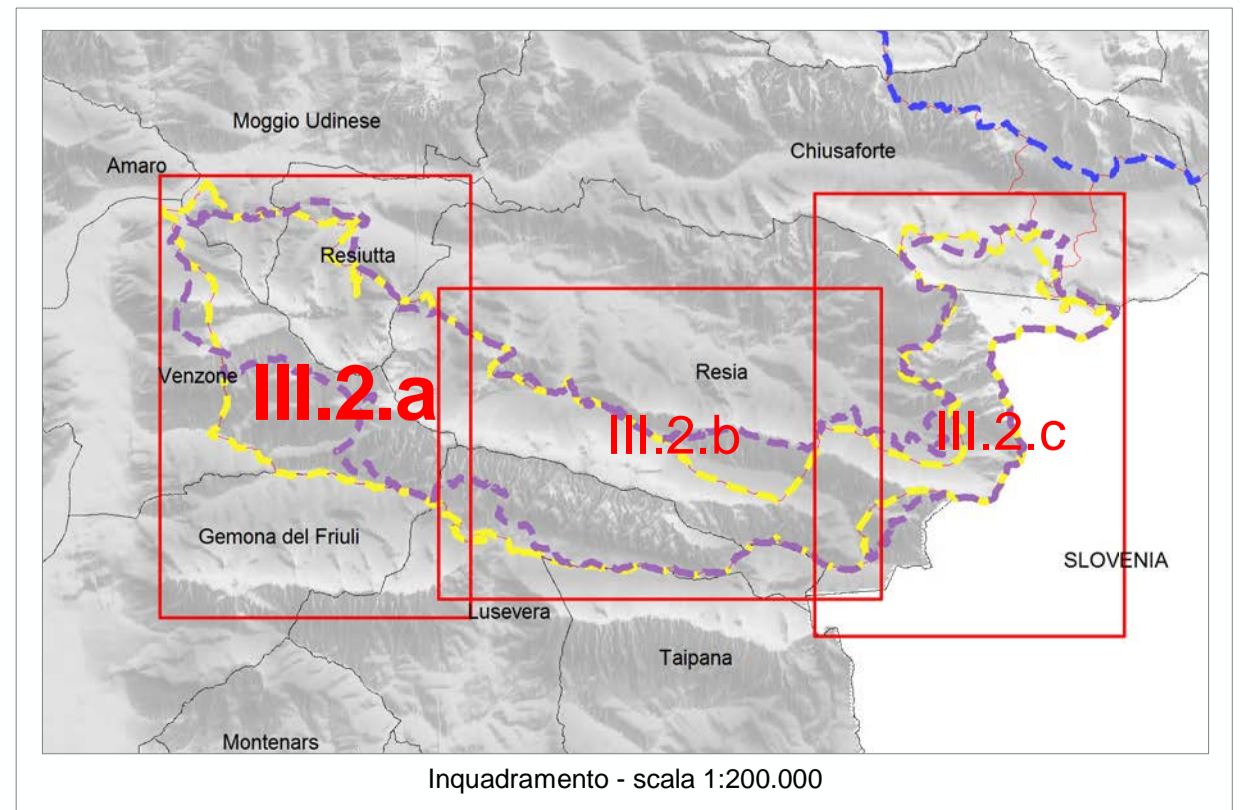 Moggio Udinese
Amaro
Chiusaforte
Resiutta
Venzone
III.2.a
Resia
III.2.b
III.2.c
Gemona del Friuli
SLOVENIA
Lusevera
Taipana
Montenars
Inquadramento - scala 1:200.000